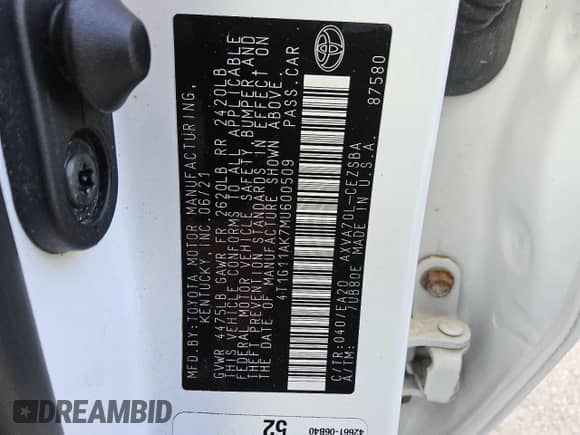 MFD.BY:TOYOTA MOTOR MANUFACTURING,
KENTUCKY, INC. 06/21
GVWR 4475LB GAWR FR 2620LB RR 2420LB
THIS VEHICLE CONFORMS TO ALL APPLICABLE
FEDERAL MOTOR VEHICLE SAFETY, BUMPER, AND
THEFT PREVENTION STANDARDS IN EFFECT ON
THE DATE OF MANUFACTURE SHOWN ABOVE.
4T1G11AK7MU600509 PASS.CAR
C/TR:040/EA20 AXVA70L-CEZSBA
A/TM: 7UB80E MADE IN U.S.A.
87580
52
42661-06B40
DREAMBID